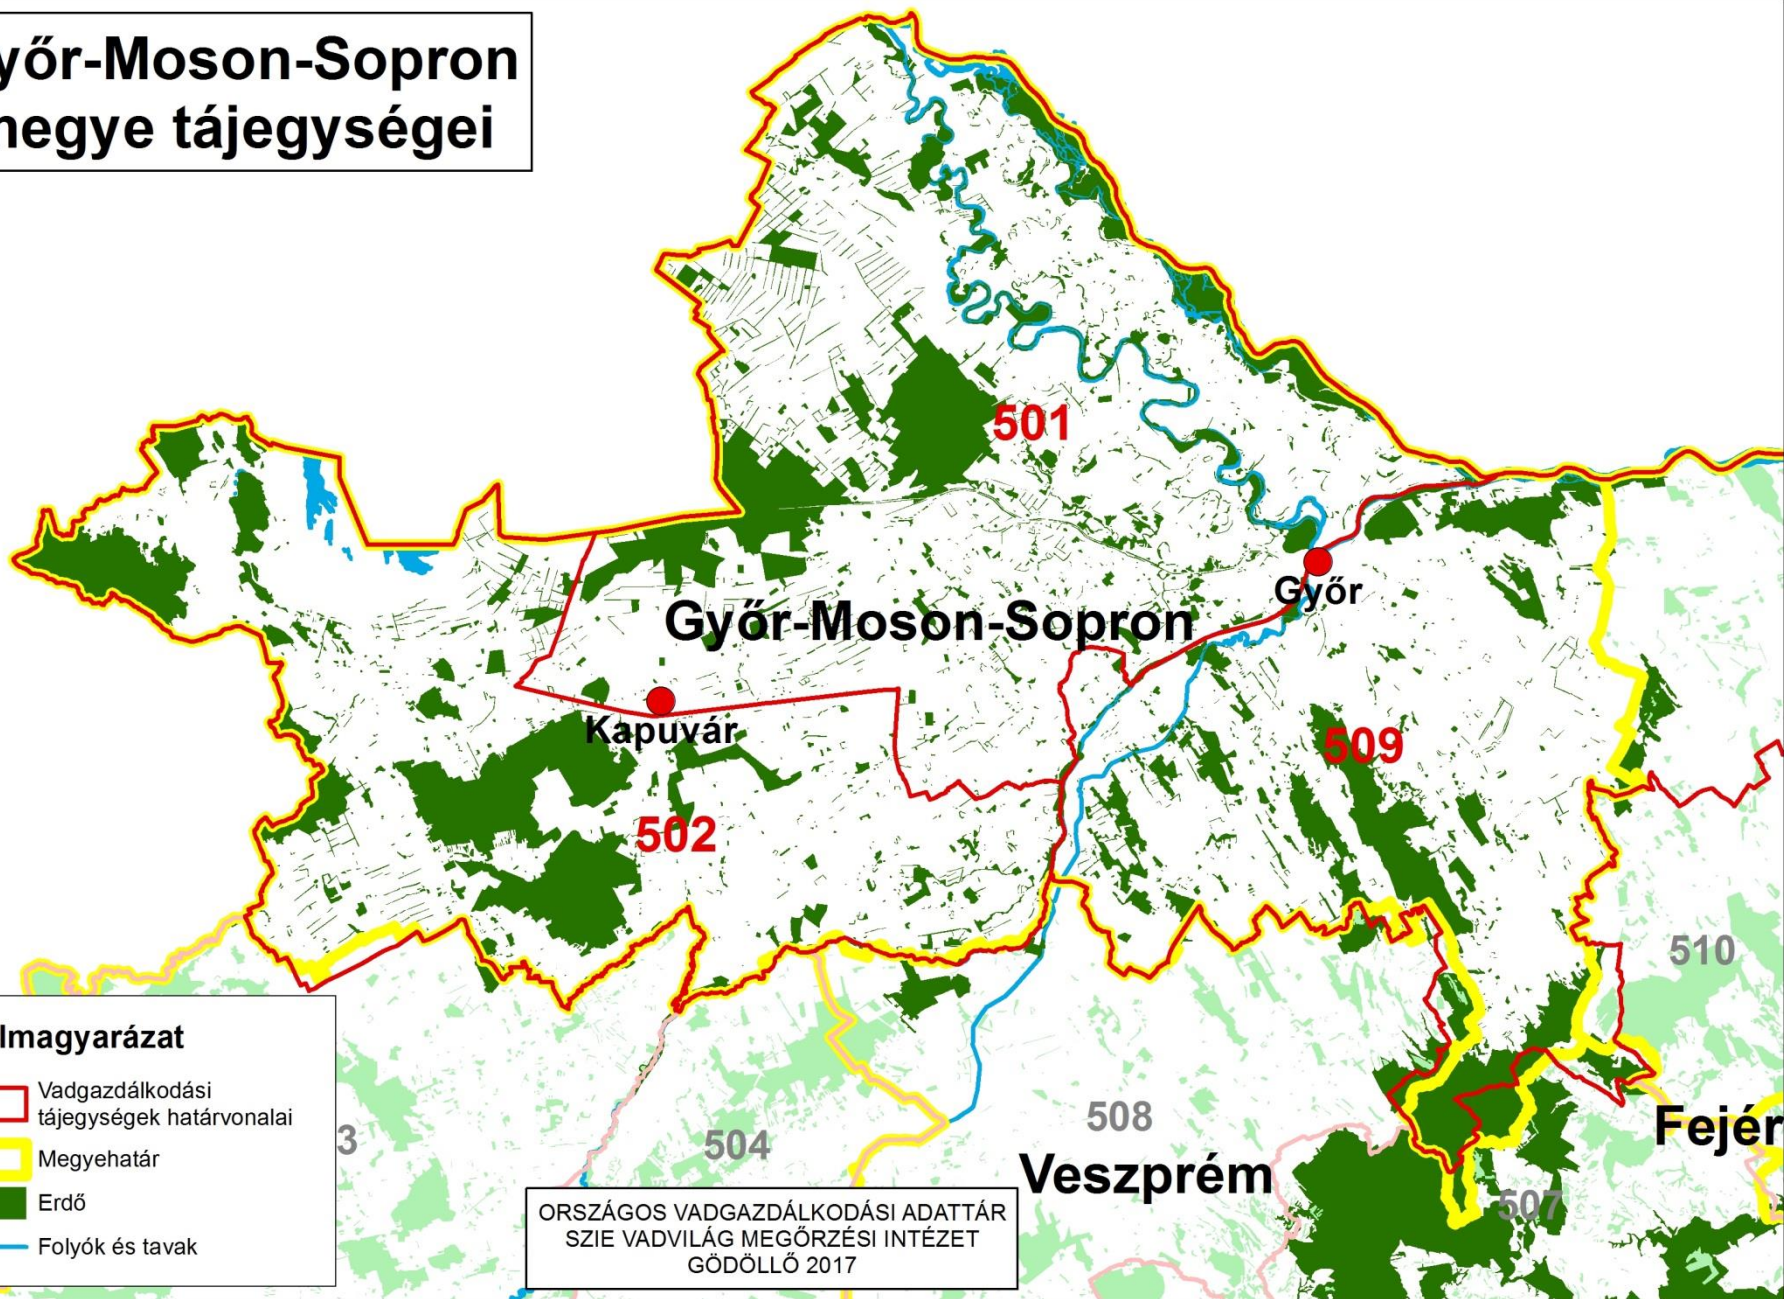 yőr-Moson-Sopron
negye tájegységei
501
Győr
Győr-Moson-Sopron
Kapuvár
509
502
510
lmagyarázat
Vadgazdálkodási
tájegységek határvonalai
Megyehatár
Erdő
Folyók és tavak
3
504
508
Fejér
Veszprém
507
ORSZÁGOS VADGAZDÁLKODÁSI ADATTÁR
SZIE VADVILÁG MEGŐRZÉSI INTÉZET
GÖDÖLLŐ 2017